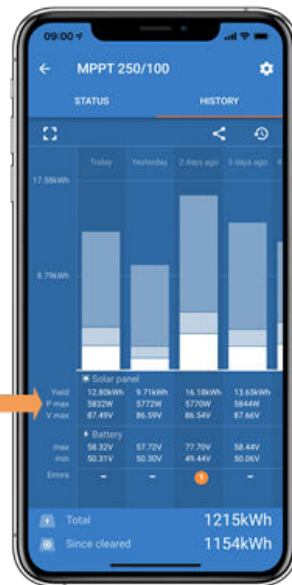 09:00
MPPT 250/100
STATUS HISTORY
Today Yesterday 2 days ago 3 days ago 4
17.58kWh
8.79kWh
Solar panel
Yield 12.80kWh 9.71kWh 16.18kWh 13.65kWh
P max 5832W 5772W 5770W 5844W
V max 87.49V 86.59V 86.54V 87.66V
Battery
max 58.32V 57.72V 77.70V 58.44V
min 50.31V 50.30V 49.44V 50.06V
Errors - - 1 -
Total 1215kWh
Since cleared 1154kWh